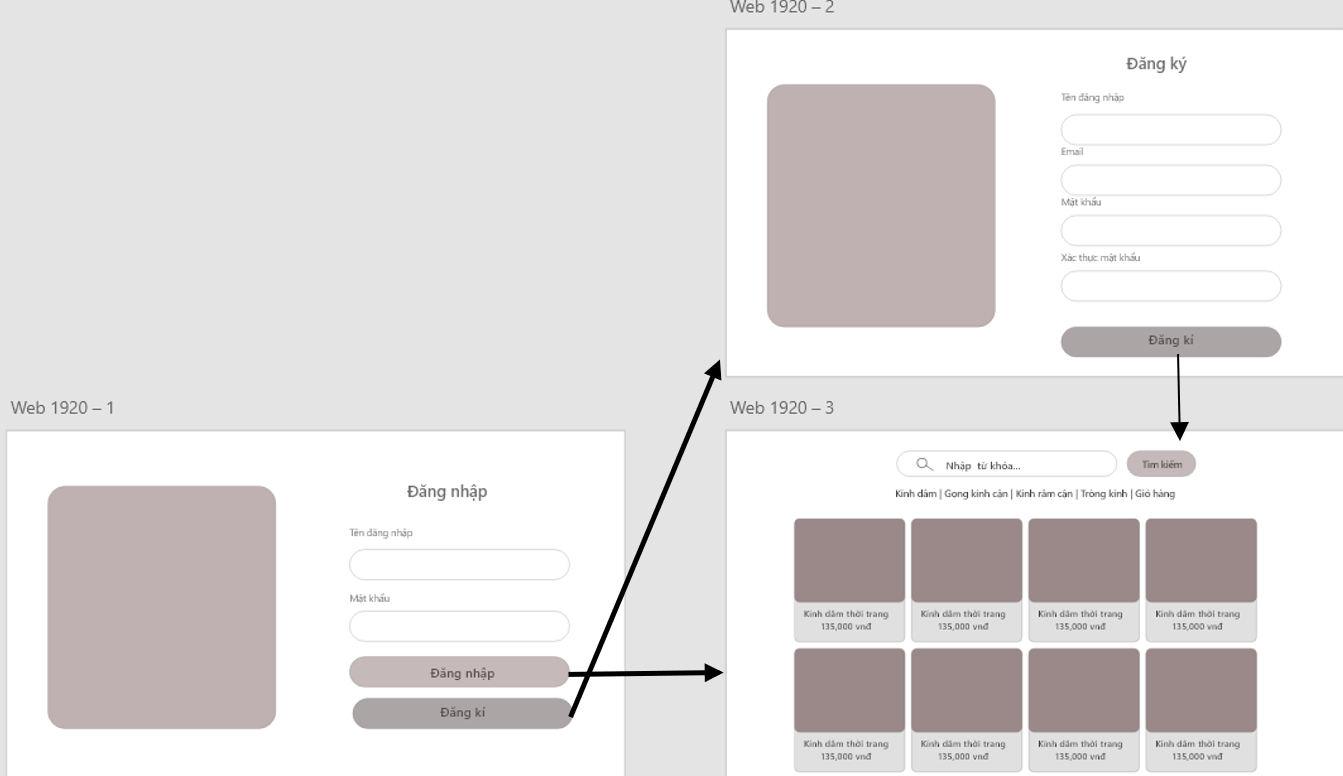 Web 1920 – 2
Đăng ký
Tên đăng nhập
Email
Mật khẩu
Xác thực mật khẩu
Đăng kí
Web 1920 – 1
Đăng nhập
Tên đăng nhập
Mật khẩu
Đăng nhập
Đăng kí
Web 1920 – 3
Nhập từ khóa...
Tìm kiếm
Kính dâm | Gọng kính cận | Kính râm cận | Tròng kính | Giỏ hàng
Kính dâm thời trang
135,000 vnđ
Kính dâm thời trang
135,000 vnđ
Kính dâm thời trang
135,000 vnđ
Kính dâm thời trang
135,000 vnđ
Kính dâm thời trang
135,000 vnđ
Kính dâm thời trang
135,000 vnđ
Kính dâm thời trang
135,000 vnđ
Kính dâm thời trang
135,000 vnđ